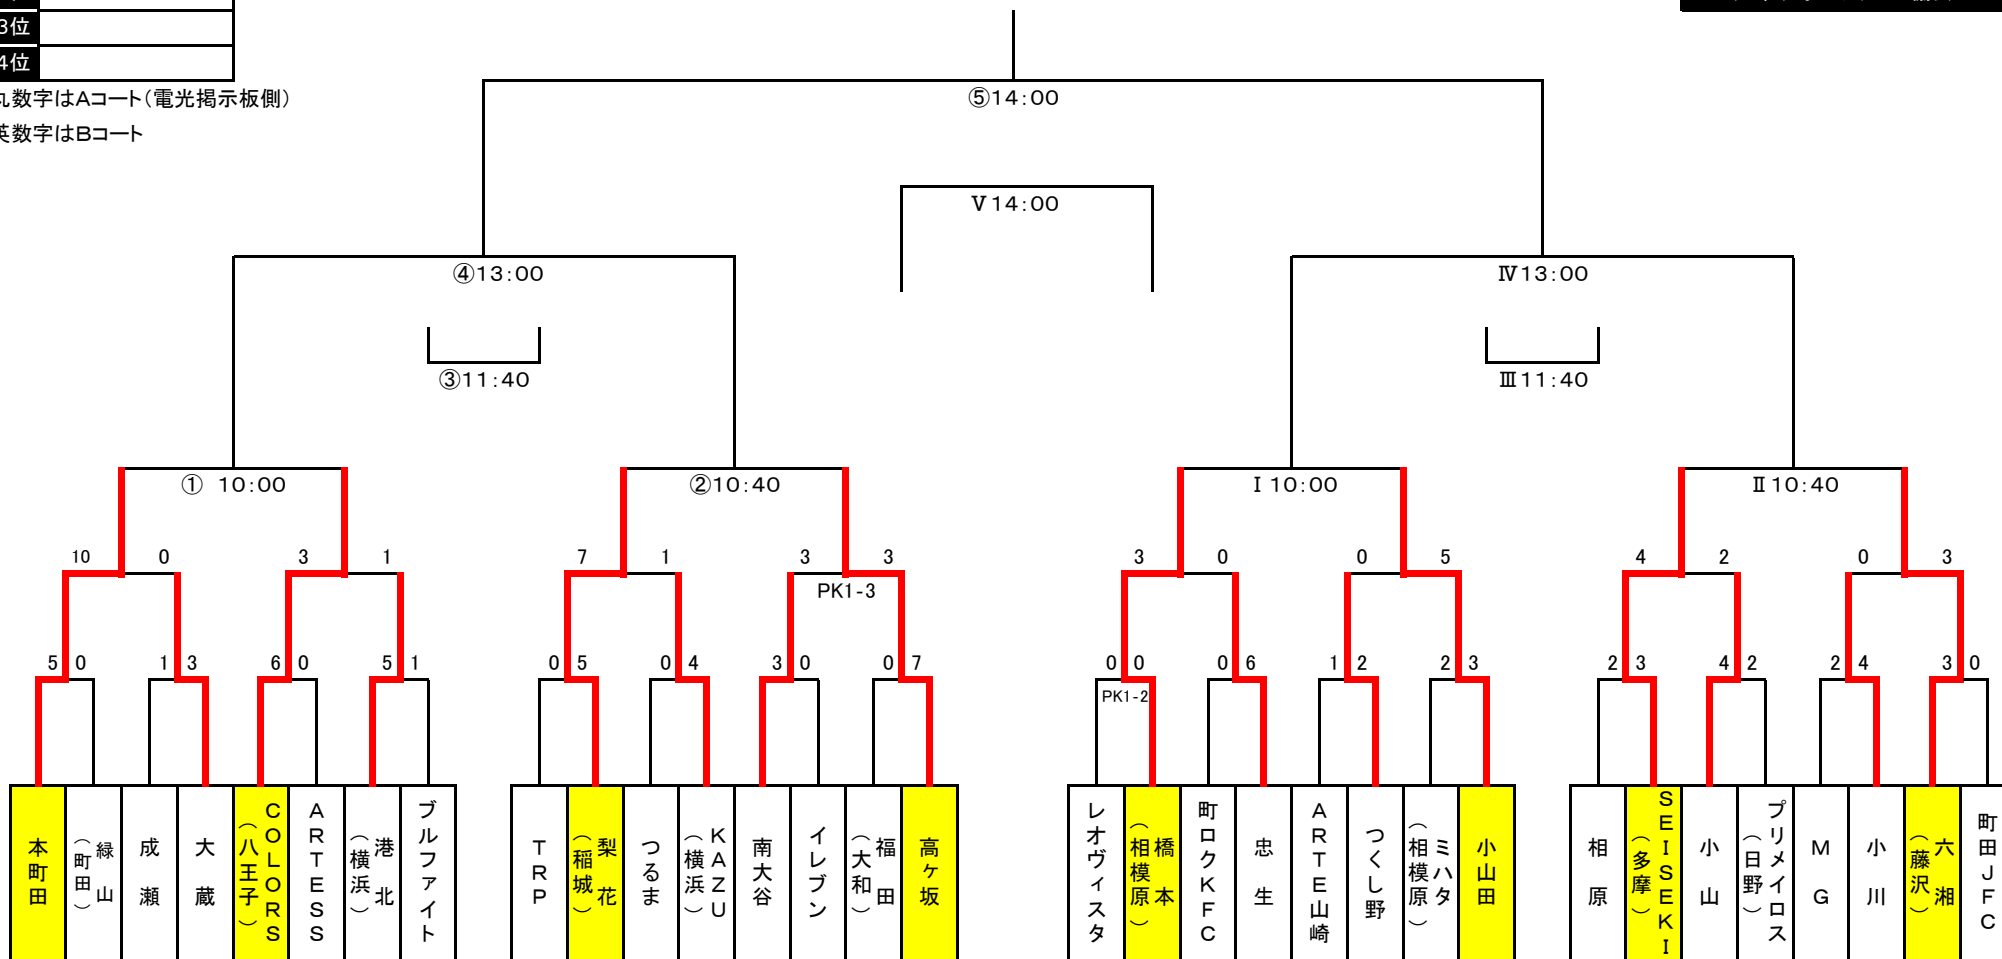 3位
4位
丸数字はAコート（電光掲示板側）
英数字はBコート
⑤14：00
Ⅴ14：00
④13：00
Ⅳ13：00
③11：40
Ⅲ11：40
① 10：00
②10：40
Ⅰ10：00
Ⅱ10：40
10 0 3 1 7 1 3 3 3 0 0 5 4 2 0 3
PK1-3
5 0 1 3 6 0 5 1 0 5 0 4 3 0 0 7 0 0 0 6 1 2 2 3 2 3 4 2 2 4 3 0
PK1-2
本町田
緑山（町田）
成瀬
大蔵
COLORS（八王子）
ARTESS
港北（横浜）
ブルファイト
TRP
梨花（稲城）
つるま
KAZU（横浜）
南大谷
イレブン
福田（大和）
高ヶ坂
レオヴィスタ
橋本（相模原）
町ロクKFC
忠生
ARTE山崎
つくし野
ミハタ（相模原）
小山田
相原
SEISEKI（多摩）
小山
プリメイロス（日野）
MG
小川
六湘（藤沢）
町田JFC